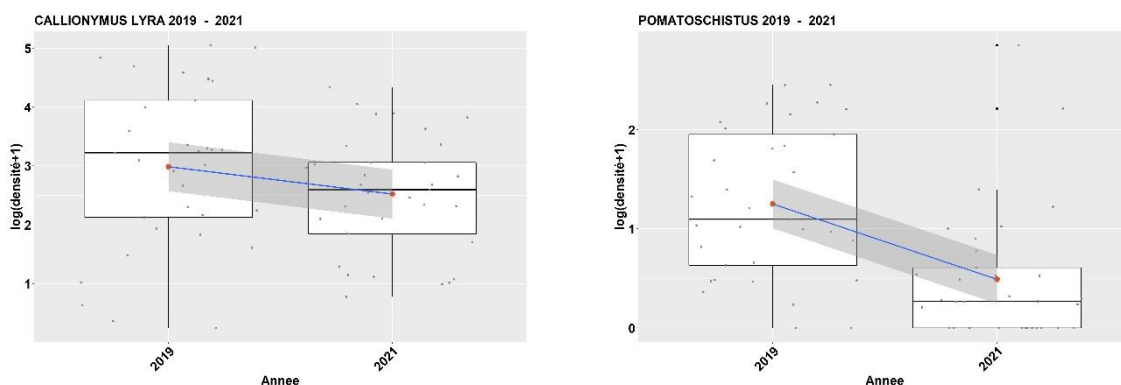 CALLIONYMUS LYRA 2019 - 2021
log(densité+1)
5
4
3
2
1
2019
2021
Annee
POMATOSCHISTUS 2019 - 2021
log(densité+1)
2
1
0
2019
2021
Annee